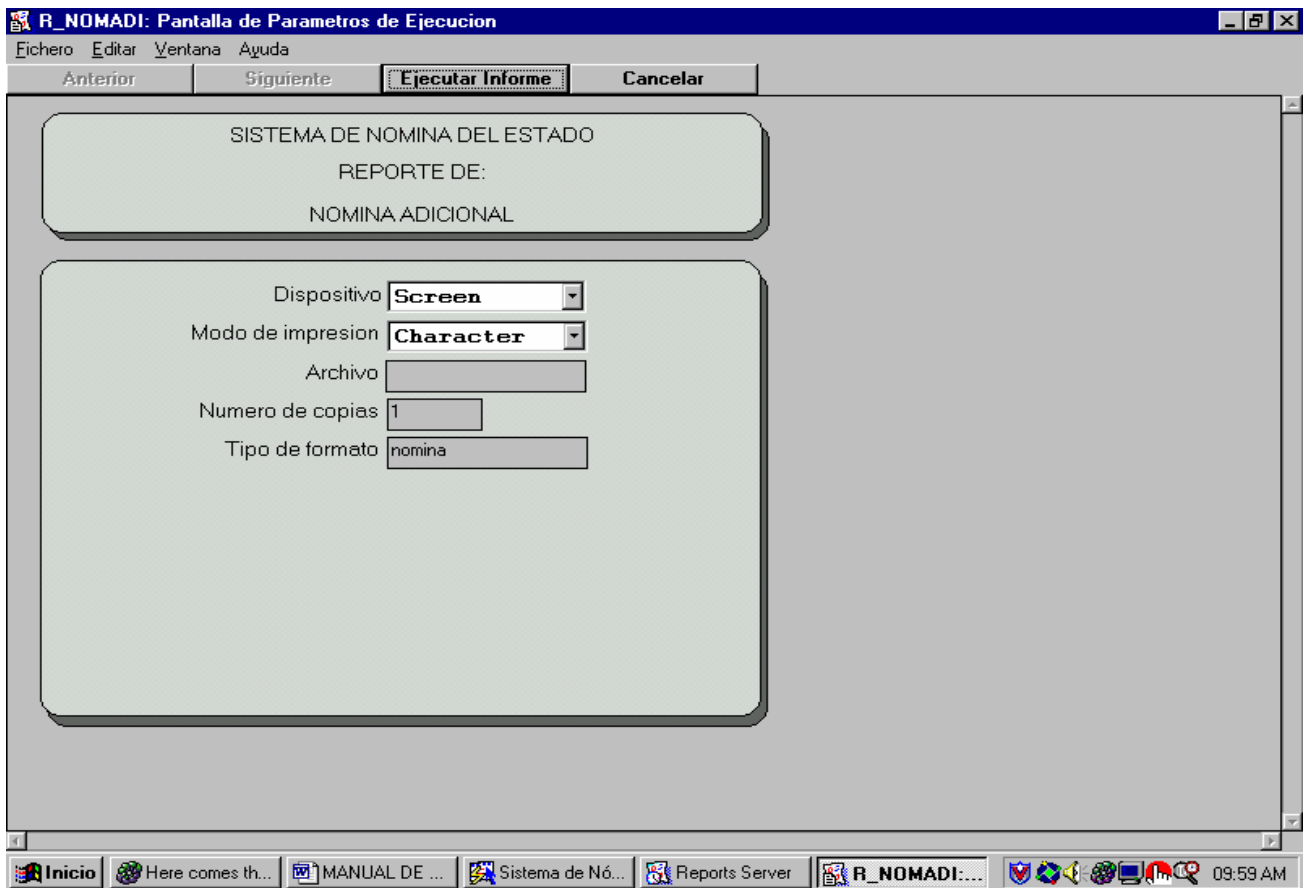 R_NOMADI: Pantalla de Parametros de Ejecucion
Fichero Editar Ventana Ayuda
Anterior Siguiente Ejecutar Informe Cancelar
SISTEMA DE NOMINA DEL ESTADO
REPORTE DE:
NOMINA ADICIONAL
Dispositivo Screen
Modo de impresion Character
Archivo
Numero de copias 1
Tipo de formato nomina
Inicio Here comes th... MANUAL DE ... Sistema de Nó... Reports Server R_NOMADI:... 09:59 AM